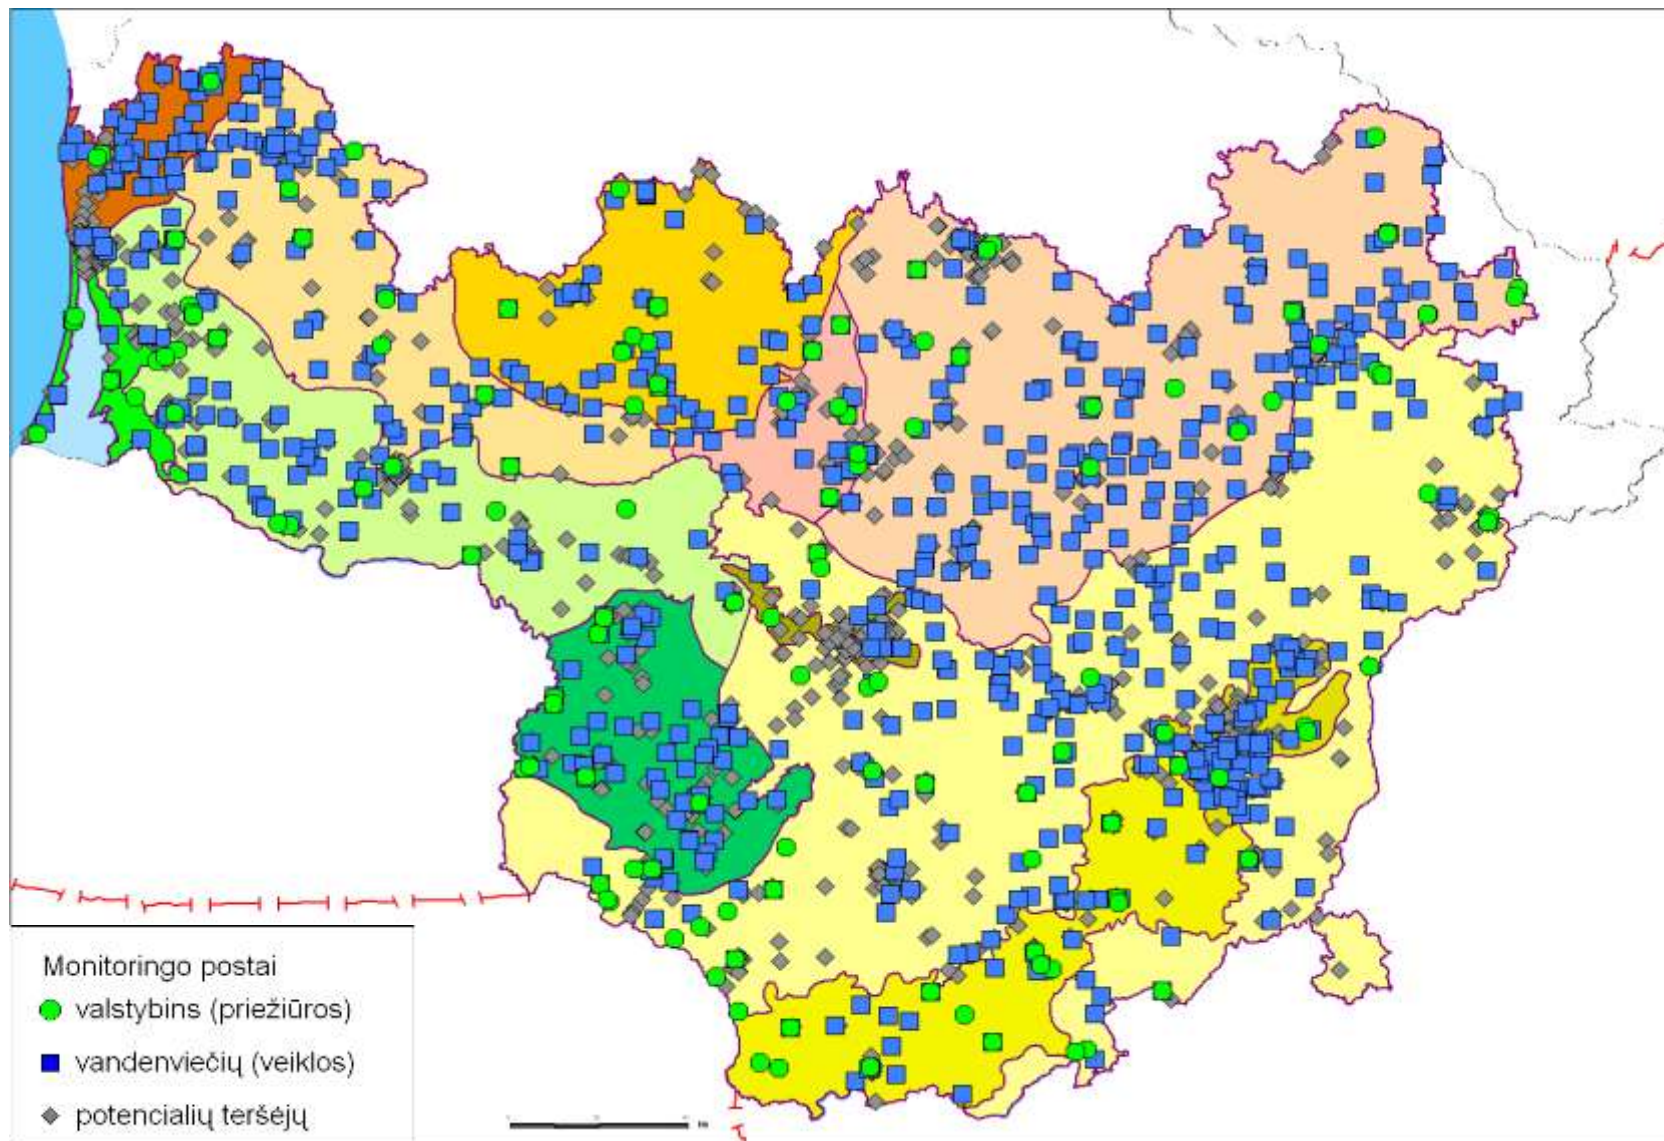 Monitoringo postai
valstybins (priežiūros)
vandenviečių (veiklos)
potencialių teršėjų